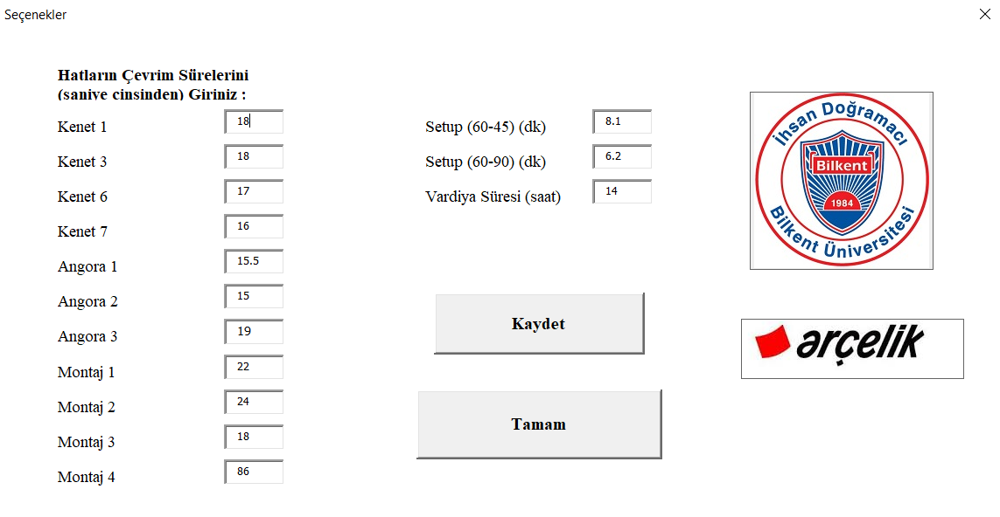 Seçenekler
Hatların Çevrim Sürelerini
(saniye cinsinden) Giriniz :
Kenet 1 18
Kenet 3 18
Kenet 6 17
Kenet 7 16
Angora 1 15.5
Angora 2 15
Angora 3 19
Montaj 1 22
Montaj 2 24
Montaj 3 18
Montaj 4 86
Setup (60-45) (dk) 8.1
Setup (60-90) (dk) 6.2
Vardiya Süresi (saat) 14
Kaydet
Tamam
İhsan Doğramacı
Bilkent
1984
Bilkent Üniversitesi
arçelik